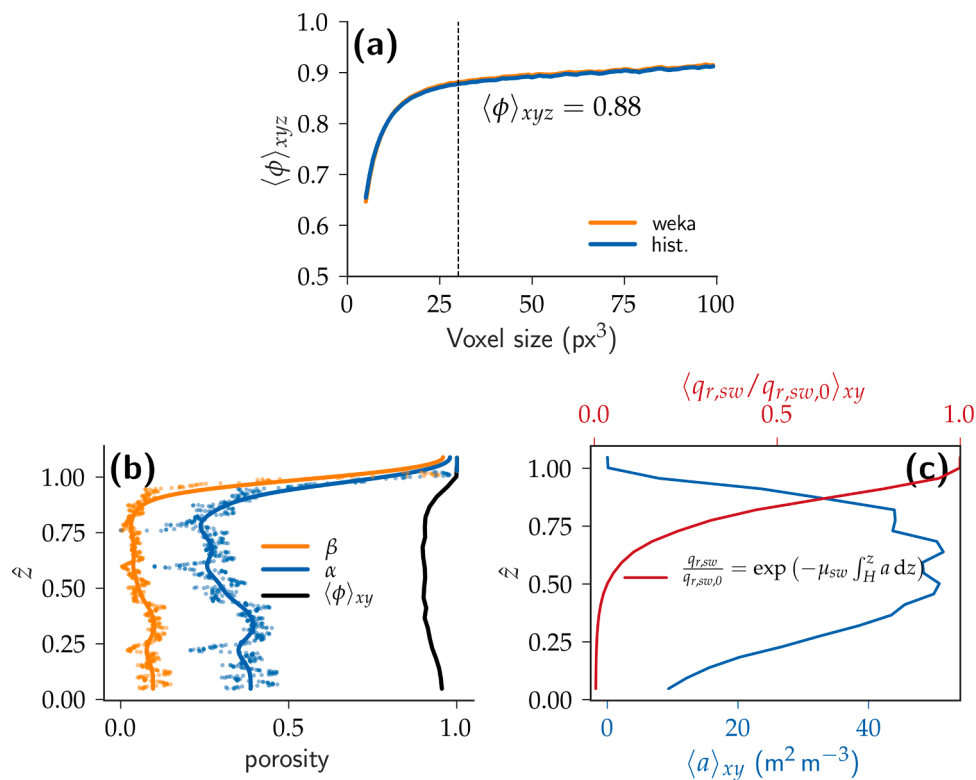 (a)
1.0
0.9
0.8
0.7
0.6
0.5
⟨ϕ⟩xyz
⟨ϕ⟩xyz = 0.88
weka
hist.
0 25 50 75 100
Voxel size (px³)
(b)
1.00
0.75
0.50
0.25
0.00
ẑ
β
α
⟨ϕ⟩xy
0.0 0.5 1.0
porosity
⟨qr,sw/qr,sw,0⟩xy
0.0 0.5 1.0
(c)
1.00
0.75
0.50
0.25
0.00
ẑ
qr,sw/qr,sw,0 = exp (−μsw ∫H^z a dz)
0 20 40
⟨a⟩xy (m² m⁻³)